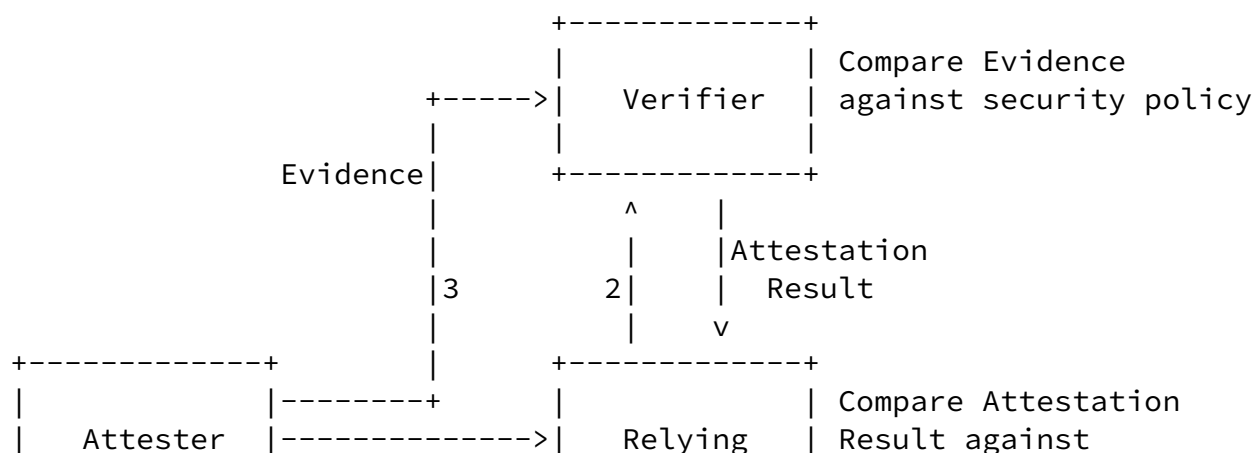 +-------------+
|             | Compare Evidence
+----->|   Verifier  | against security policy
|      |             |
Evidence|      +-------------+
|          ^    |
|          |    |Attestation
|3        2|    |  Result
|          |    v
+-------------+        |      +-------------+
|             |--------+      |             | Compare Attestation
|   Attester  |-------------->|   Relying   | Result against